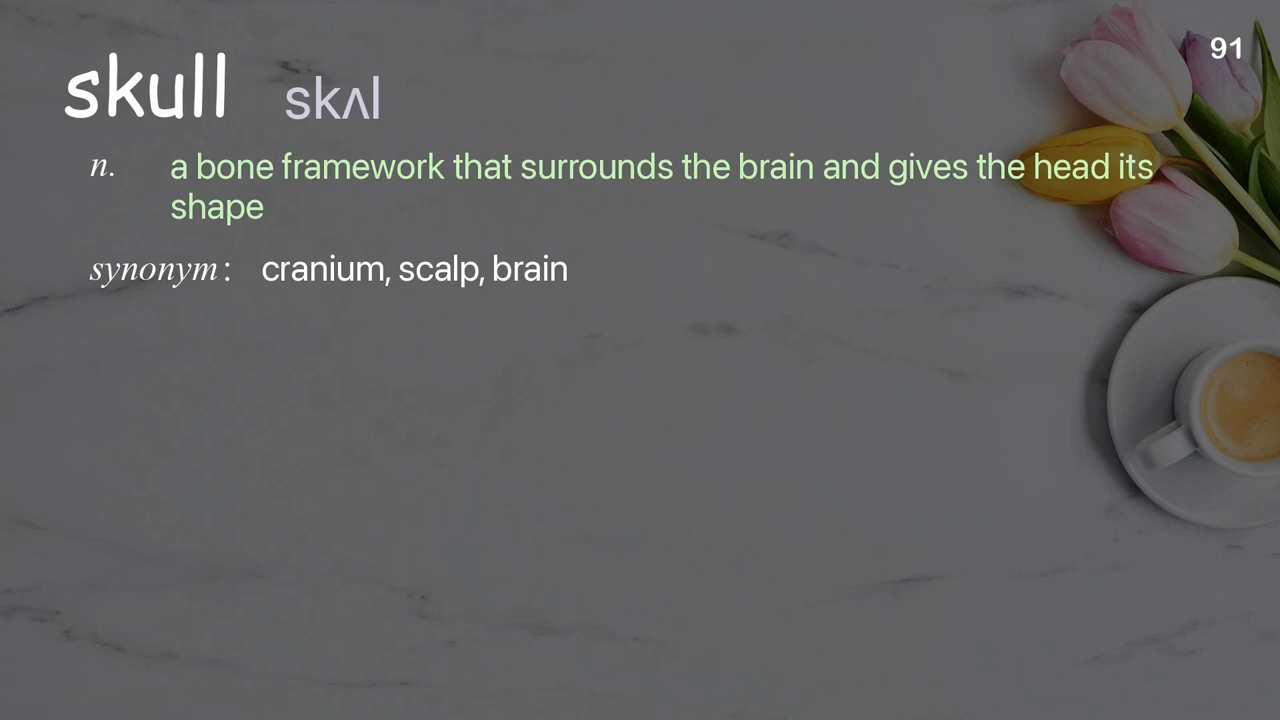 91
skull skʌl
n. a bone framework that surrounds the brain and gives the head its
shape
synonym: cranium, scalp, brain